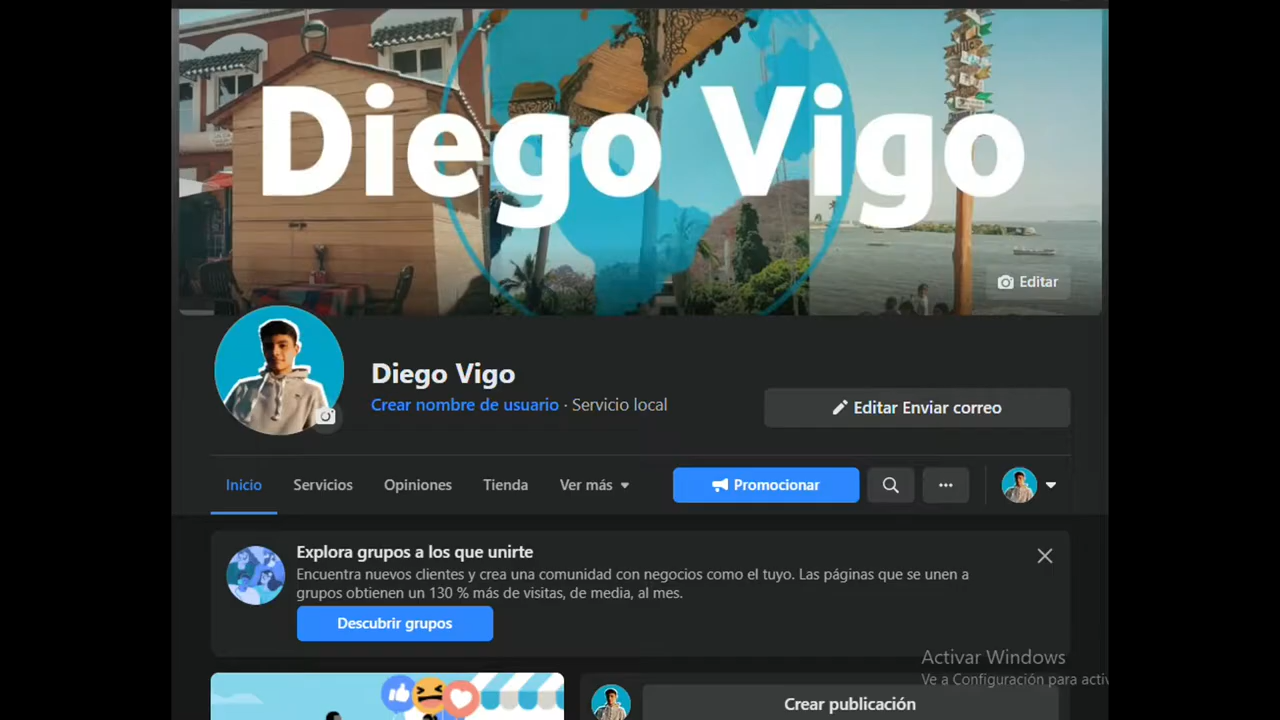 Diego Vigo
Editar
Diego Vigo
Crear nombre de usuario · Servicio local
Editar Enviar correo
Inicio Servicios Opiniones Tienda Ver más Promocionar
Explora grupos a los que unirte
Encuentra nuevos clientes y crea una comunidad con negocios como el tuyo. Las páginas que se unen a
grupos obtienen un 130 % más de visitas, de media, al mes.
Descubrir grupos
Activar Windows
Ve a Configuración para activ
Crear publicación